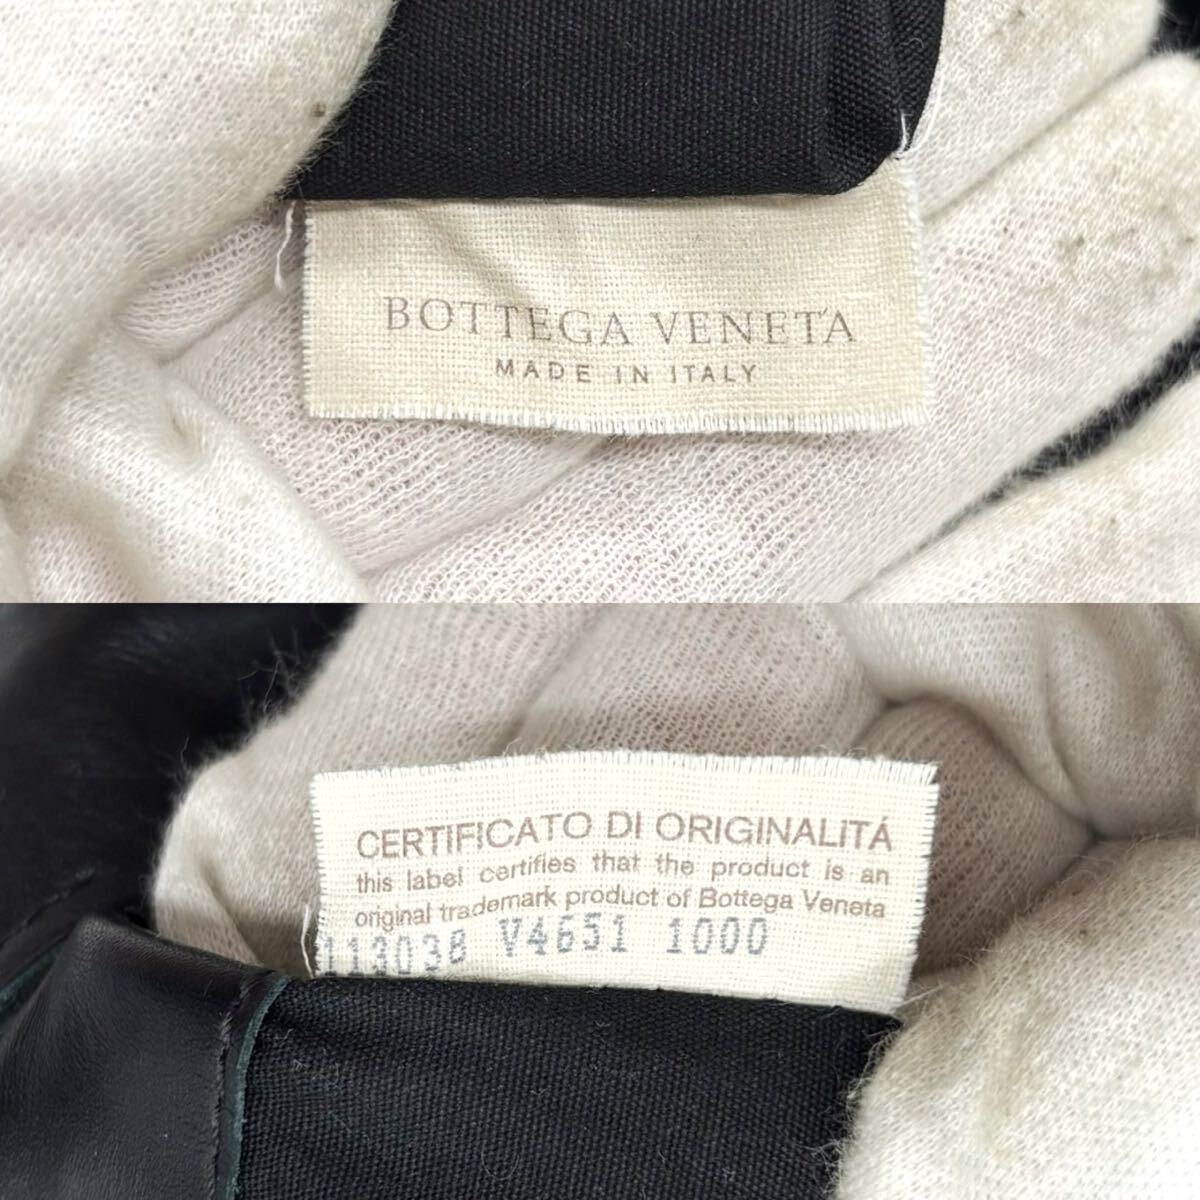 BOTTEGA VENETA
MADE IN ITALY
CERTIFICATO DI ORIGINALITÁ
this label certifies that the product is an
original trademark product of Bottega Veneta
113038 V4651 1000